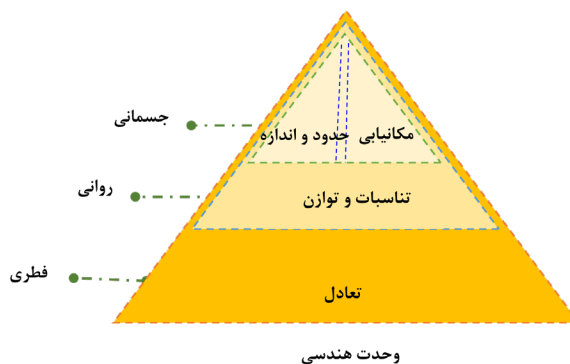 جسمانی
مکانیابی حدود و اندازه
روانی
تناسبات و توازن
فطری
تعادل
وحدت هندسی